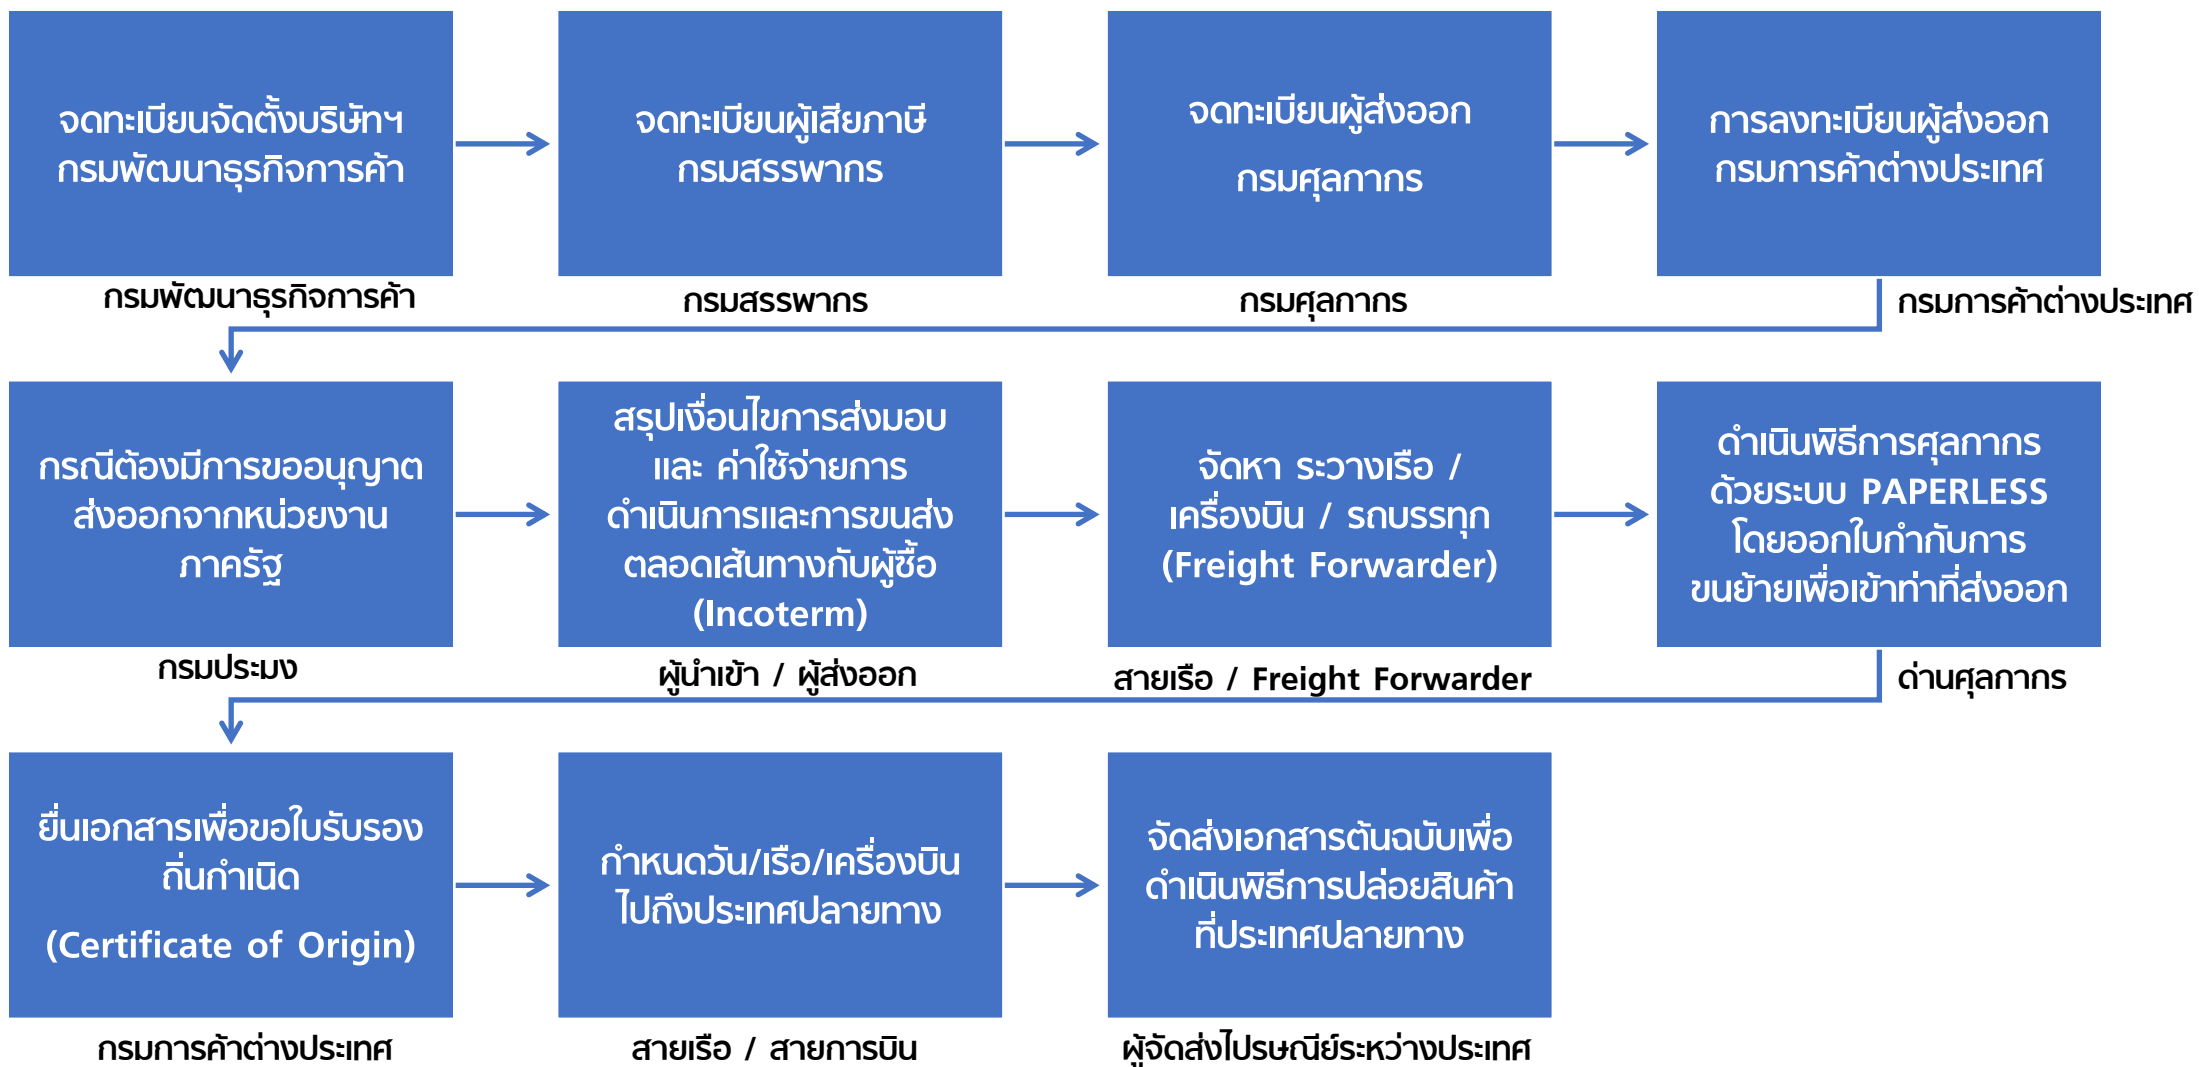 จดทะเบียนจัดตั้งบริษัทฯ
กรมพัฒนาธุรกิจการค้า
กรมพัฒนาธุรกิจการค้า
จดทะเบียนผู้เสียภาษี
กรมสรรพากร
กรมสรรพากร
จดทะเบียนผู้ส่งออก
กรมศุลกากร
กรมศุลกากร
การลงทะเบียนผู้ส่งออก
กรมการค้าต่างประเทศ
กรมการค้าต่างประเทศ
กรณีต้องมีการขออนุญาต
ส่งออกจากหน่วยงาน
ภาครัฐ
กรมประมง
สรุปเงื่อนไขการส่งมอบ
และ ค่าใช้จ่ายการ
ดำเนินการและการขนส่ง
ตลอดเส้นทางกับผู้ซื้อ
(Incoterm)
ผู้นำเข้า / ผู้ส่งออก
จัดหา ระวางเรือ /
เครื่องบิน / รถบรรทุก
(Freight Forwarder)
สายเรือ / Freight Forwarder
ดำเนินพิธีการศุลกากร
ด้วยระบบ PAPERLESS
โดยออกใบกำกับการ
ขนย้ายเพื่อเข้าท่าที่ส่งออก
ด่านศุลกากร
ยื่นเอกสารเพื่อขอใบรับรอง
ถิ่นกำเนิด
(Certificate of Origin)
กรมการค้าต่างประเทศ
กำหนดวัน/เรือ/เครื่องบิน
ไปถึงประเทศปลายทาง
สายเรือ / สายการบิน
จัดส่งเอกสารต้นฉบับเพื่อ
ดำเนินพิธีการปล่อยสินค้า
ที่ประเทศปลายทาง
ผู้จัดส่งไปรษณีย์ระหว่างประเทศ